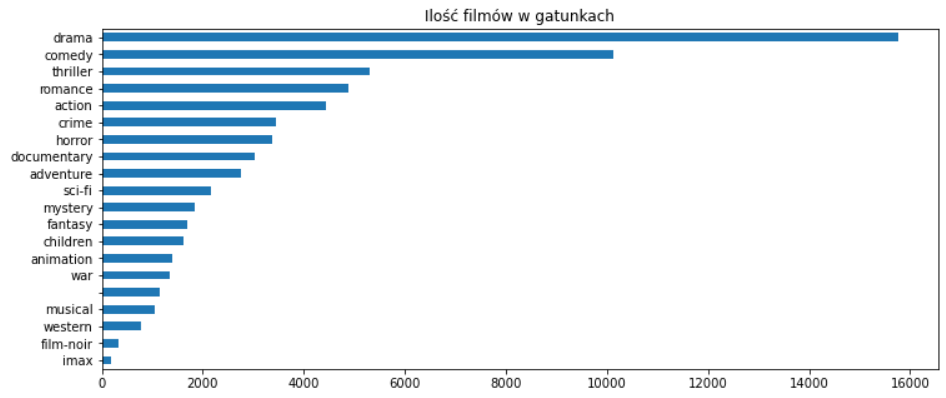 Ilość filmów w gatunkach
drama
comedy
thriller
romance
action
crime
horror
documentary
adventure
sci-fi
mystery
fantasy
children
animation
war
musical
western
film-noir
imax
0 2000 4000 6000 8000 10000 12000 14000 16000